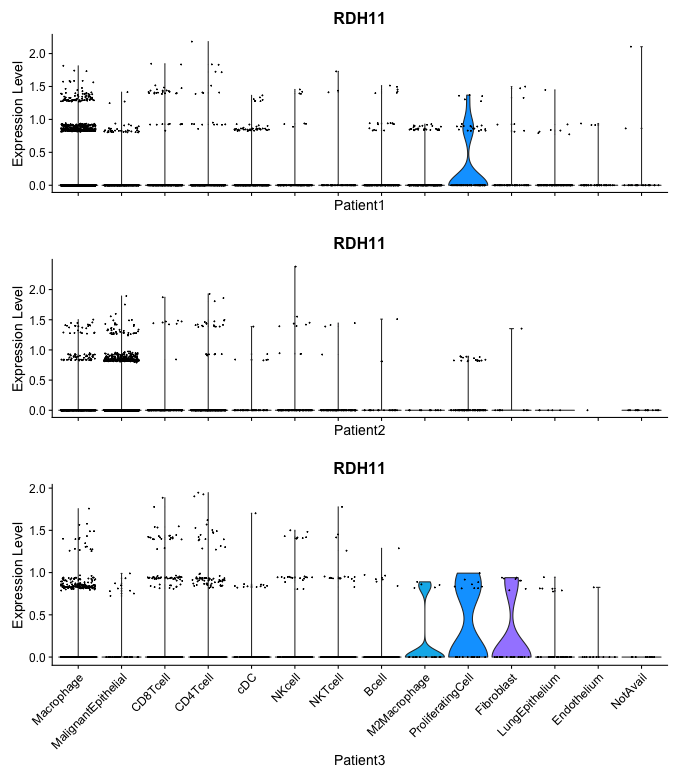 RDH11
Expression Level
2.0
1.5
1.0
0.5
0.0
Patient1
RDH11
Expression Level
2.0
1.5
1.0
0.5
0.0
Patient2
RDH11
Expression Level
2.0
1.5
1.0
0.5
0.0
Macrophage
MalignantEpithelial
CD8Tcell
CD4Tcell
cDC
NKcell
NKTcell
Bcell
M2Macrophage
ProliferatingCell
Fibroblast
LungEpithelium
Endothelium
NotAvail
Patient3